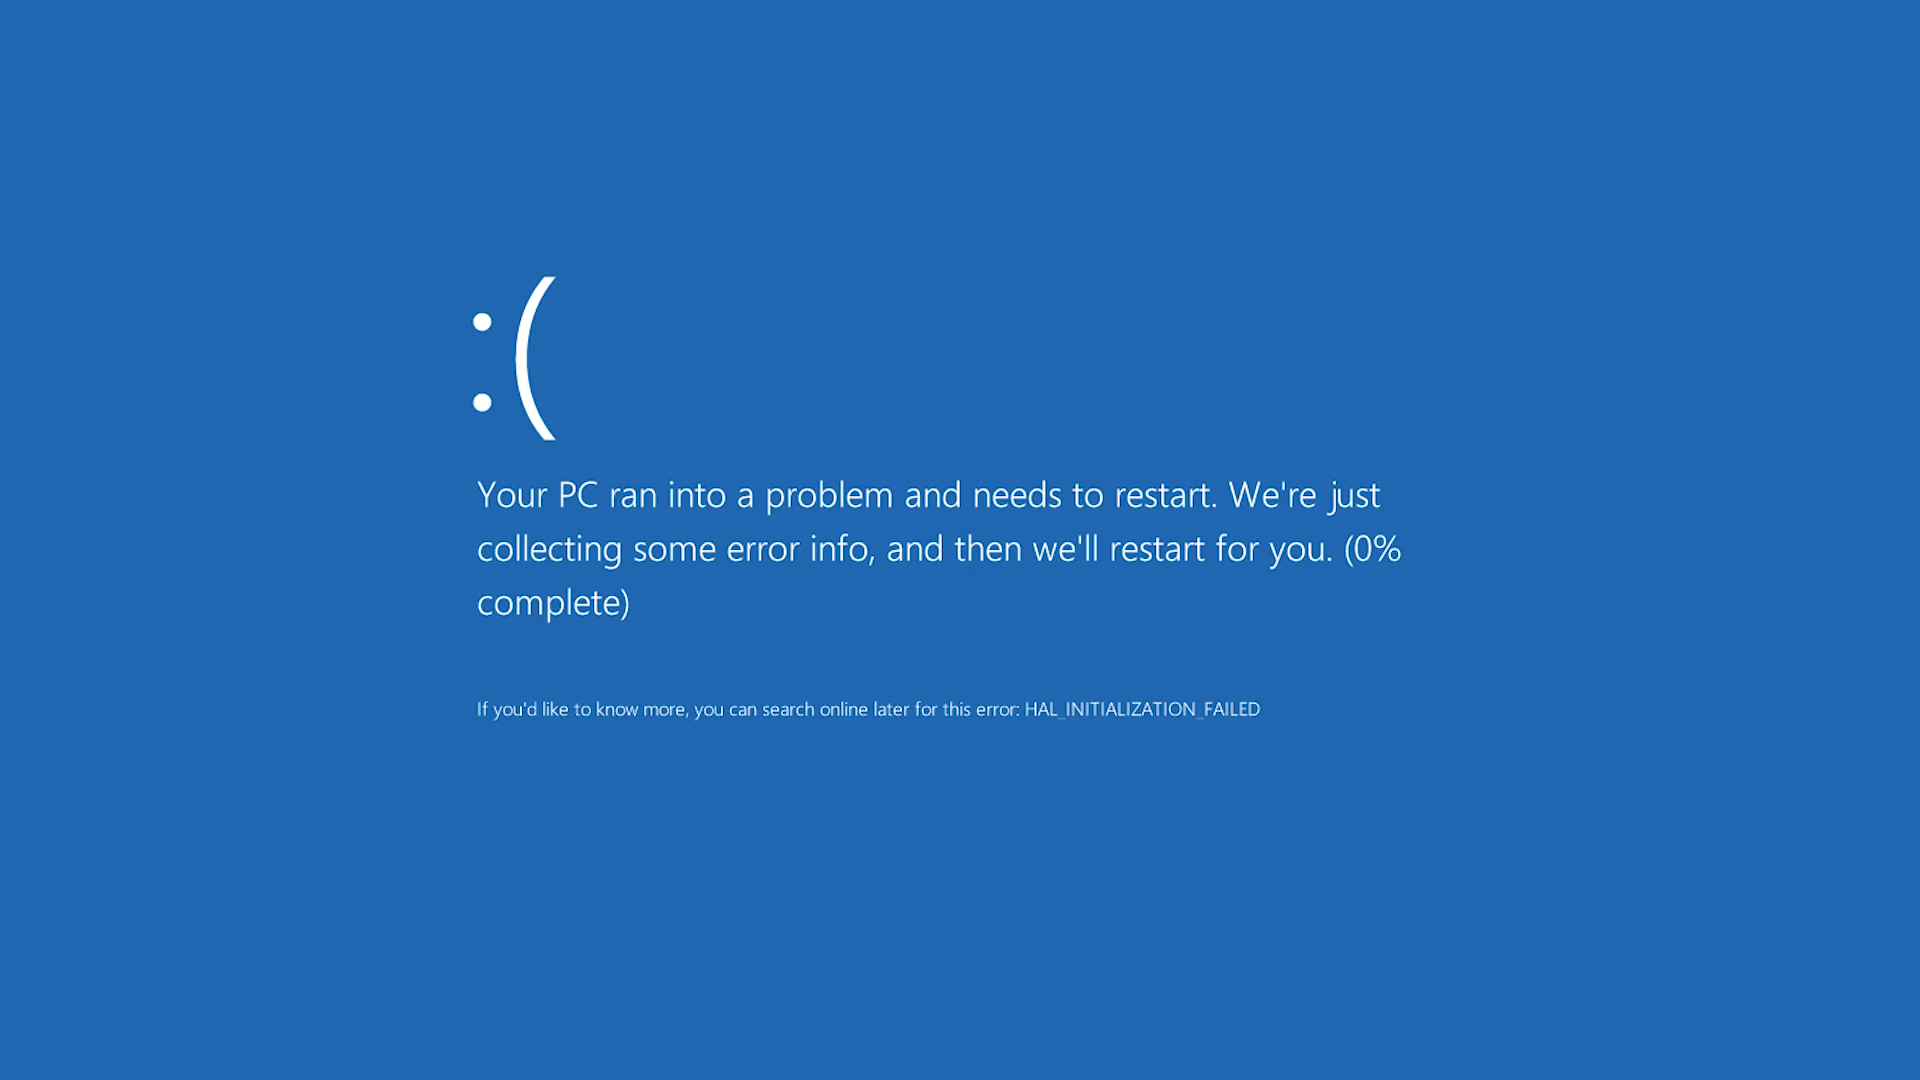 :(
Your PC ran into a problem and needs to restart. We're just
collecting some error info, and then we'll restart for you. (0%
complete)
If you'd like to know more, you can search online later for this error: HAL_INITIALIZATION_FAILED